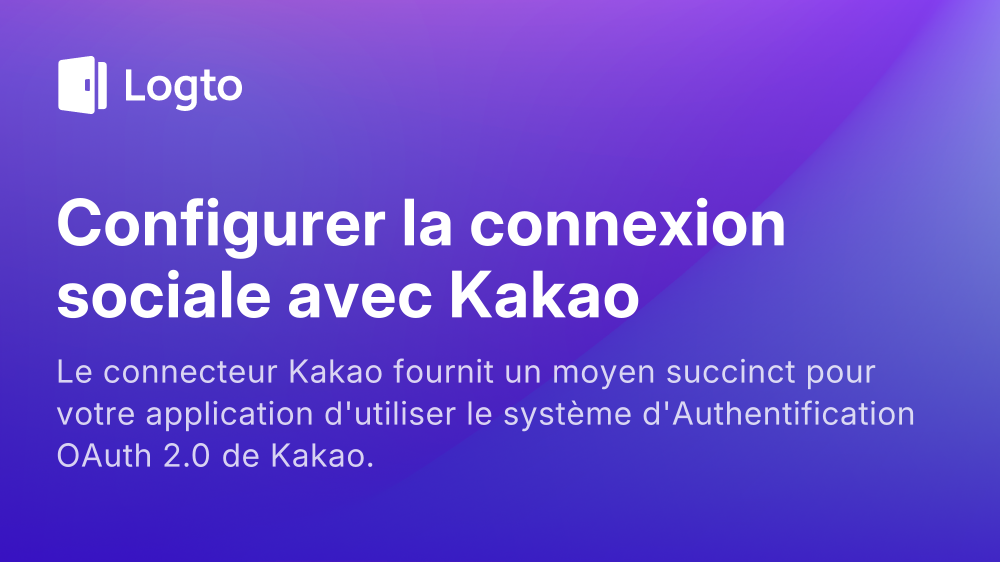 Logto
Configurer la connexion
sociale avec Kakao
Le connecteur Kakao fournit un moyen succinct pour
votre application d'utiliser le système d'Authentification
OAuth 2.0 de Kakao.